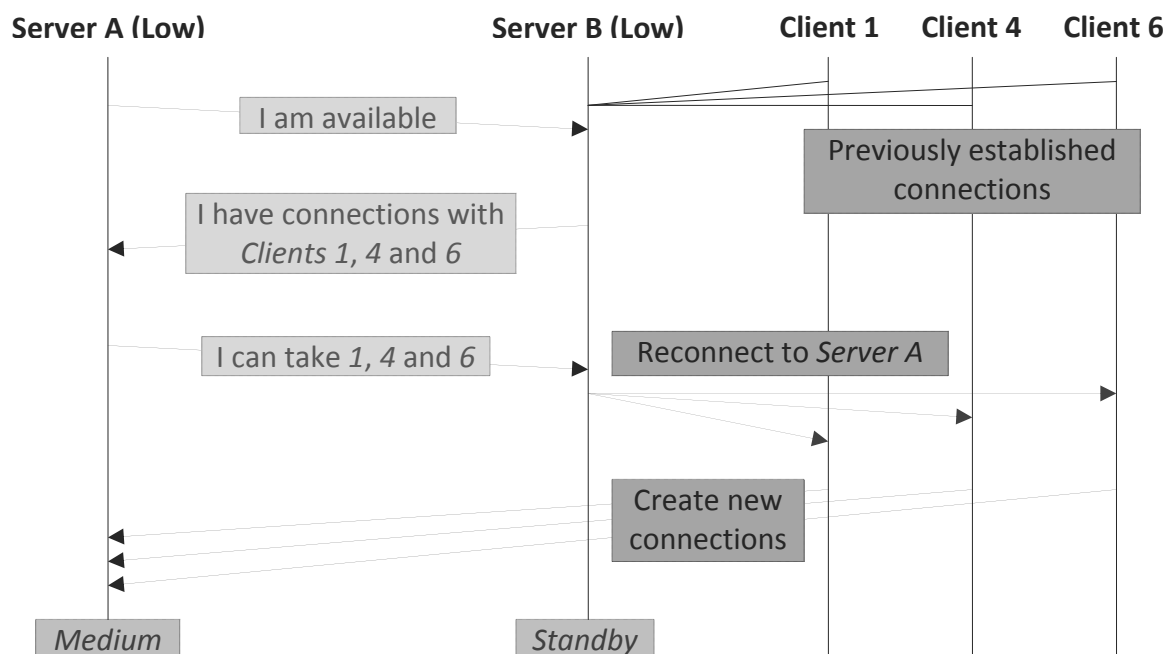 Server A (Low)
Server B (Low)
Client 1
Client 4
Client 6
I am available
Previously established
connections
I have connections with
Clients 1, 4 and 6
I can take 1, 4 and 6
Reconnect to Server A
Create new
connections
Medium
Standby